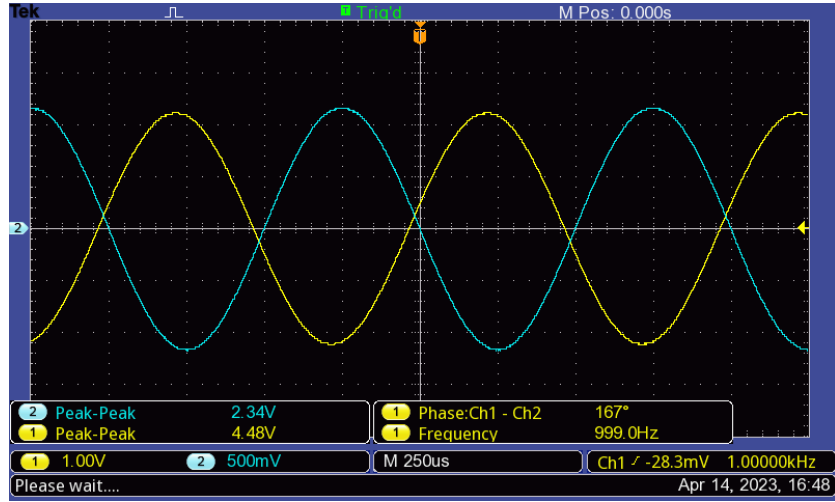 Tek T Trig'd M Pos: 0.000s
T
2
2 Peak-Peak 2.34V 1 Phase:Ch1 - Ch2 167°
1 Peak-Peak 4.48V 1 Frequency 999.0Hz
1 1.00V 2 500mV M 250us Ch1 / -28.3mV 1.00000kHz
Please wait.... Apr 14, 2023, 16:48